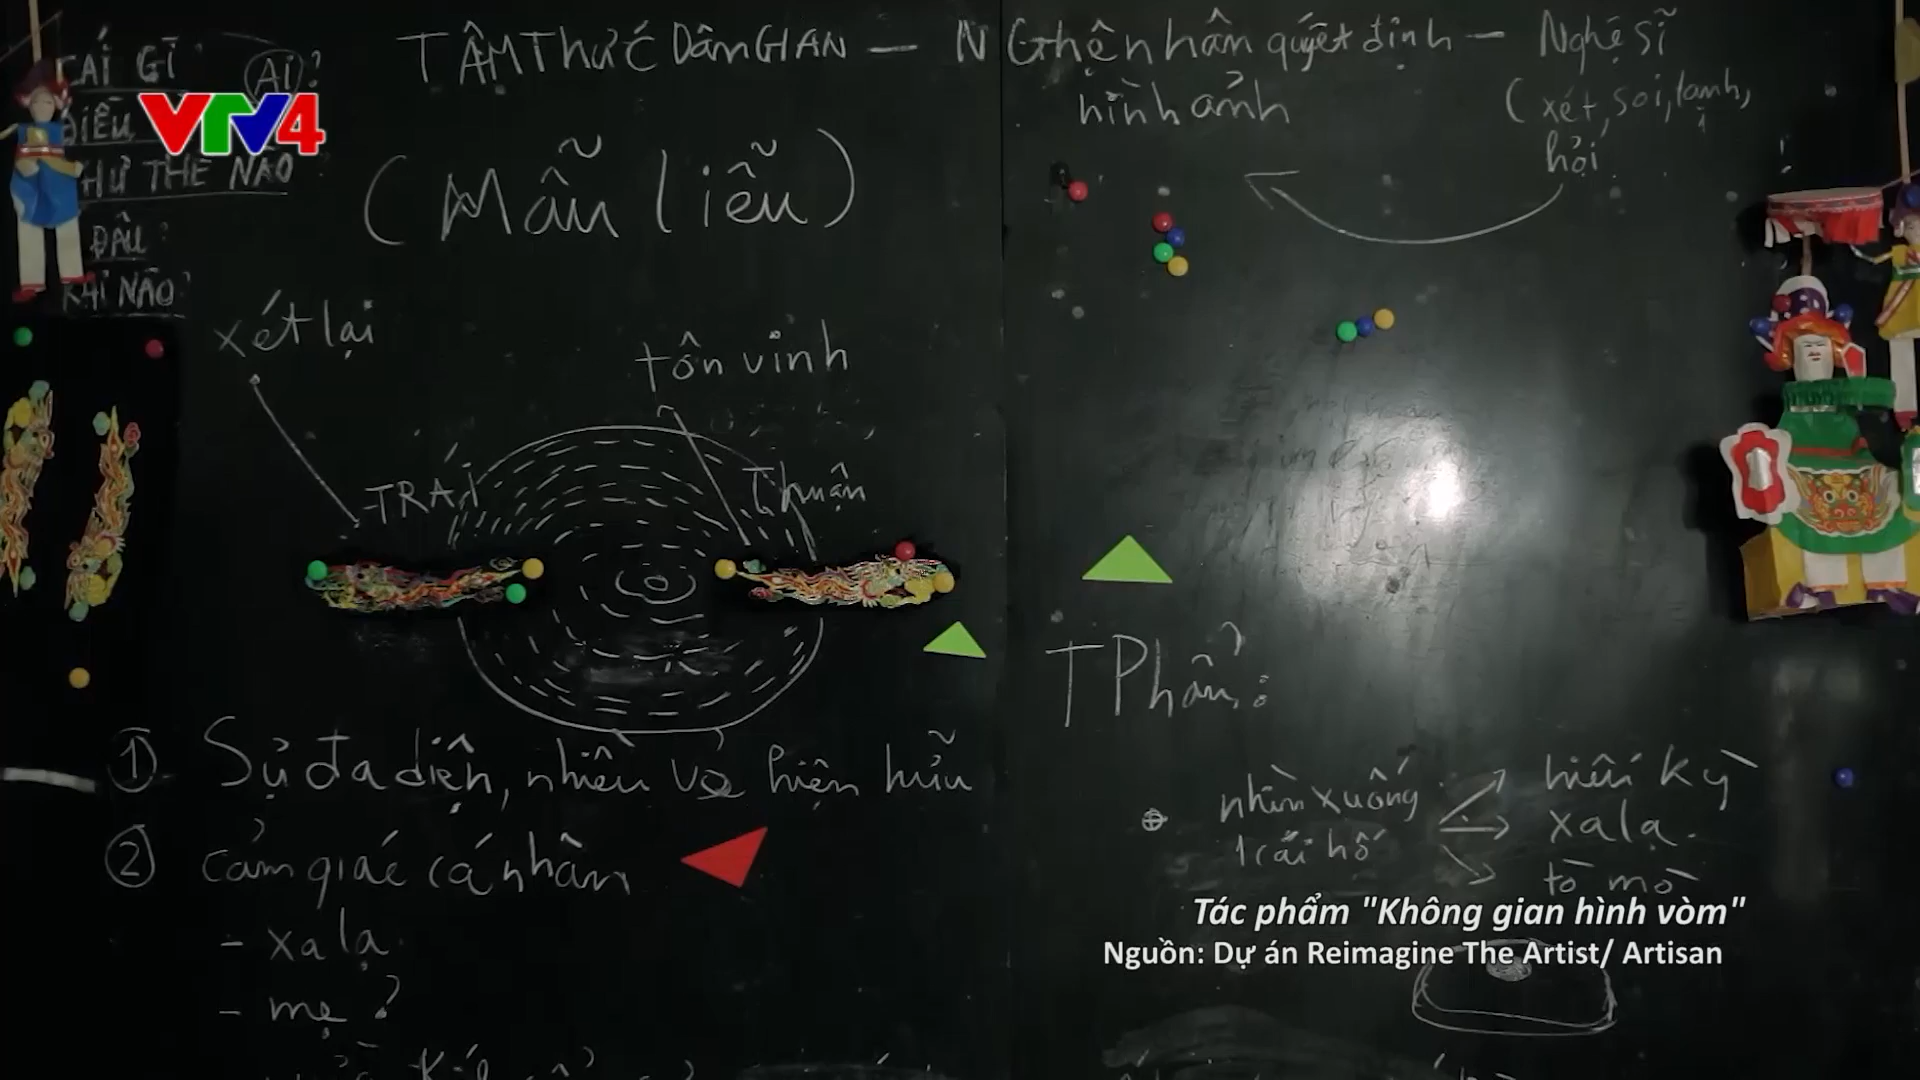 CÁI GÌ?
AI?
VTV4
NHƯ THẾ NÀO
ĐÂU?
KHI NÀO?
TÂM THỨC DÂN GIAN — NGHệ nhân quyết định — Nghệ sĩ
hình ảnh
(xét, soi, lạnh,
hỏi
(Mẫu liễu)
xét lại
tôn vinh
TRÁI
Thuận
TPhẩm:
① Sự đa diện, nhiều vẻ hiện hữu
② cảm giác cá nhân
- xa lạ
- mẹ?
nhìn xuống
1 cái hố
hiếu kỳ
xa lạ
tò mò
Tác phẩm "Không gian hình vòm"
Nguồn: Dự án Reimagine The Artist/ Artisan